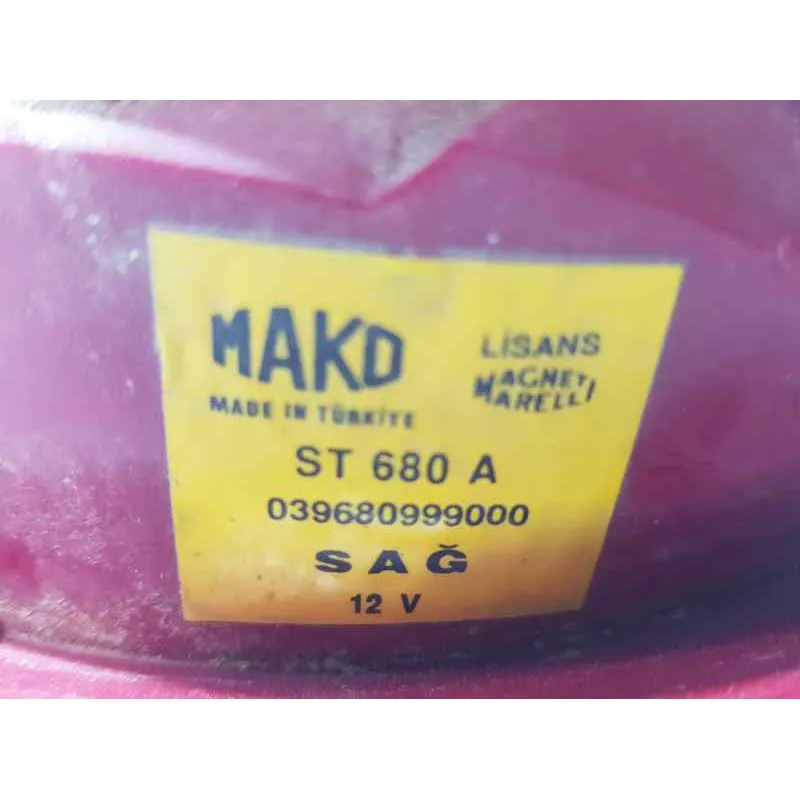 MAKO
MADE IN TÜRKİYE
LİSANS
MAGNETI
MARELLI
ST 680 A
039680999000
SAĞ
12 V